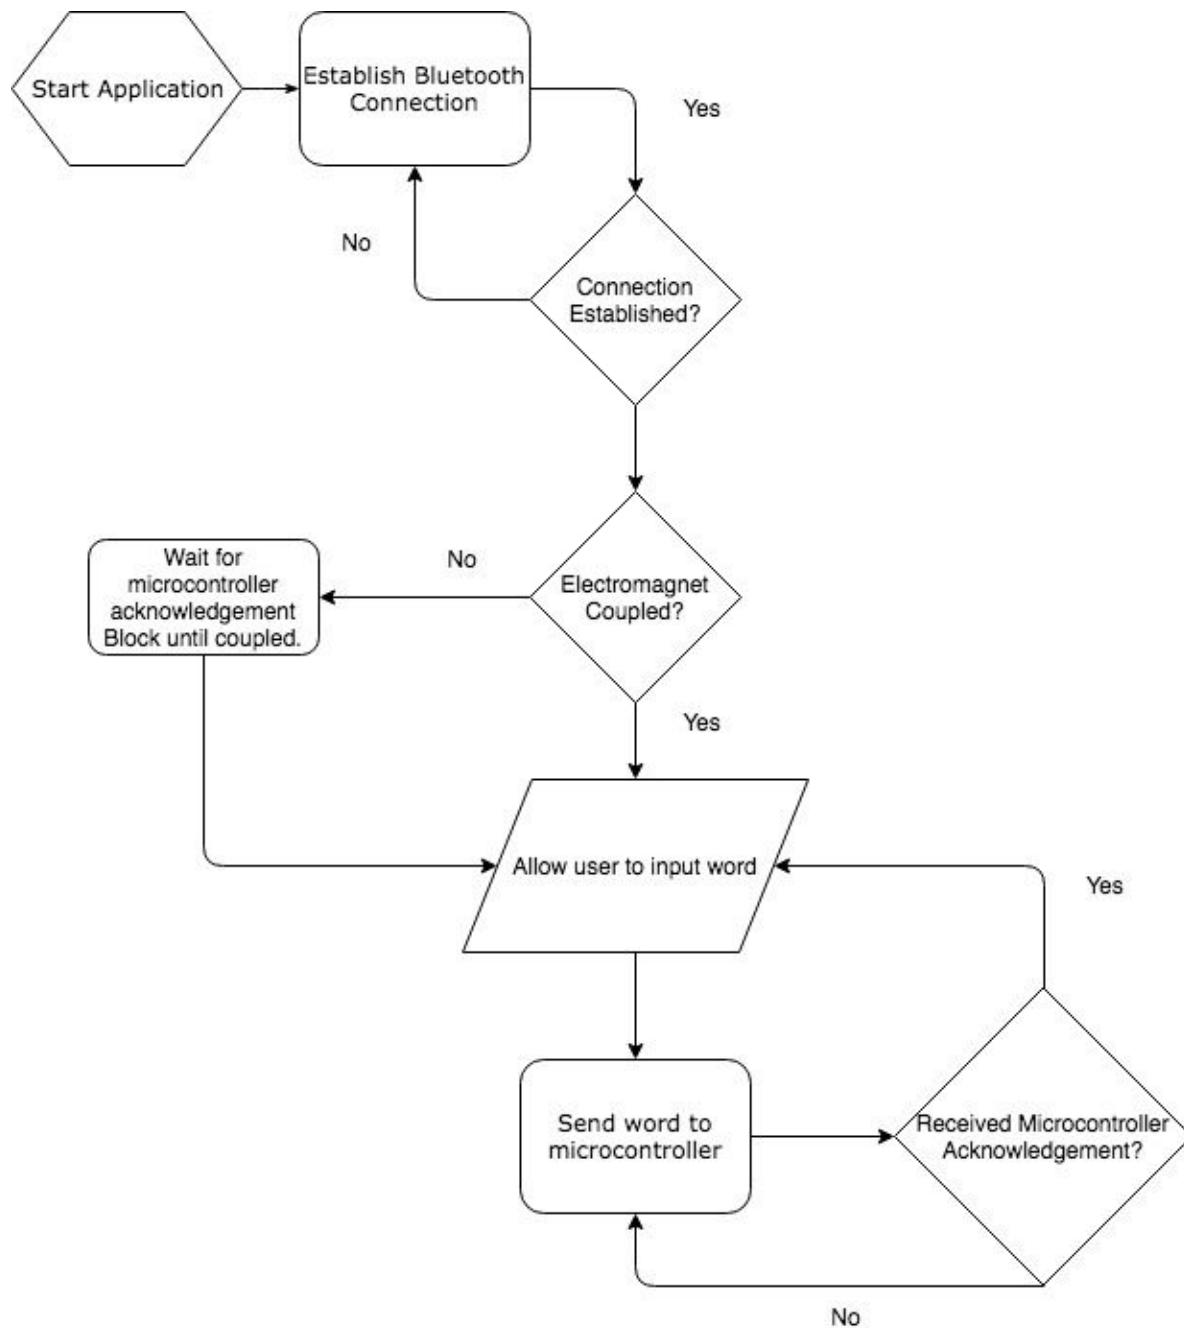 Start Application
Establish Bluetooth
Connection
Yes
No
Connection
Established?
No
Electromagnet
Coupled?
Wait for
microcontroller
acknowledgement
Block until coupled.
Yes
Allow user to input word
Yes
Send word to
microcontroller
Received Microcontroller
Acknowledgement?
No